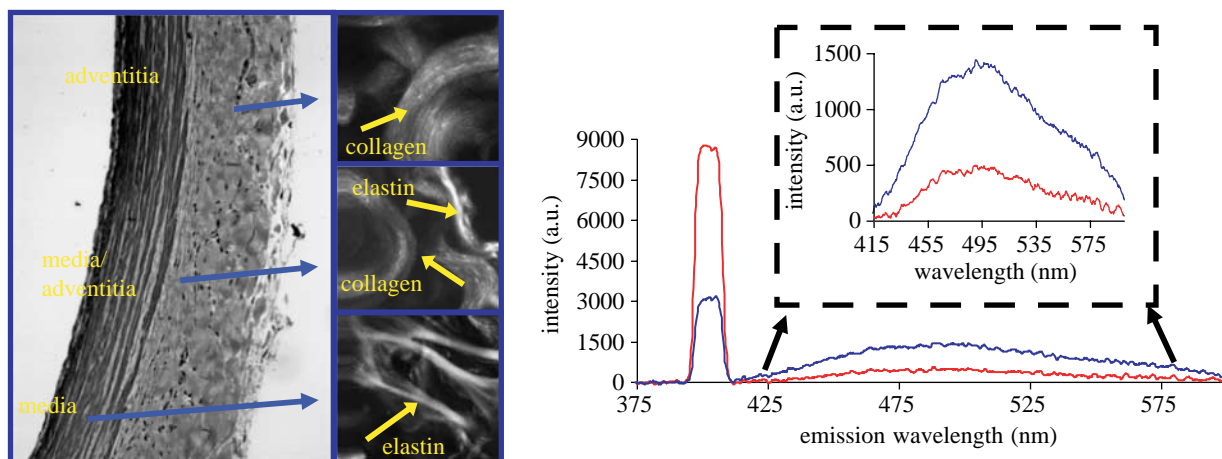 adventitia
media/
adventitia
media
collagen
elastin
collagen
elastin
intensity (a.u.)
9000
7500
6000
4500
3000
1500
0
375
425
475
525
575
emission wavelength (nm)
intensity (a.u.)
1500
1000
500
0
415
455
495
535
575
wavelength (nm)